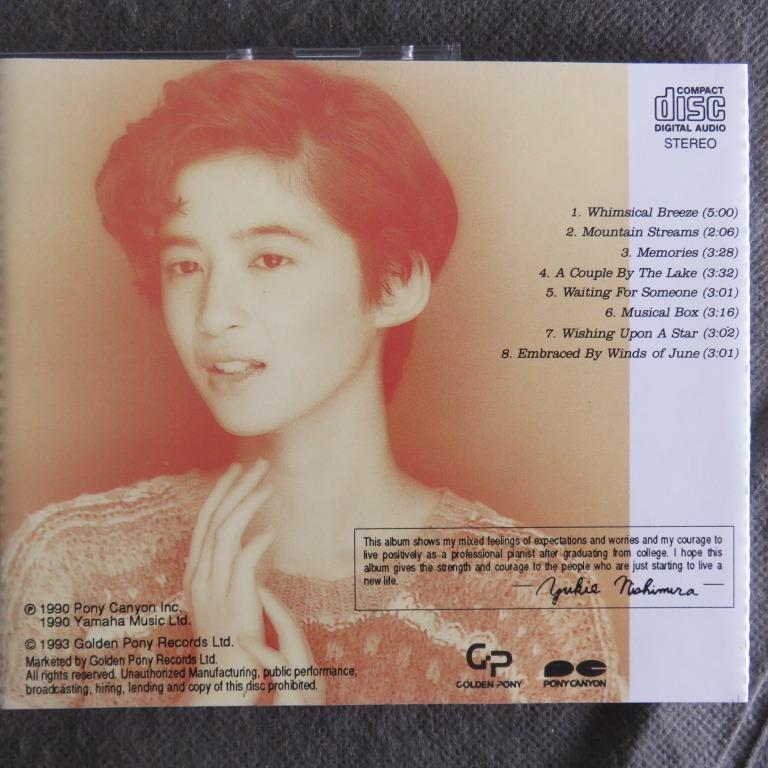 COMPACT
disc
DIGITAL AUDIO
STEREO
1. Whimsical Breeze (5:00)
2. Mountain Streams (2:06)
3. Memories (3:28)
4. A Couple By The Lake (3:32)
5. Waiting For Someone (3:01)
6. Musical Box (3:16)
7. Wishing Upon A Star (3:02)
8. Embraced By Winds of June (3:01)
This album shows my mixed feelings of expectations and worries and my courage to
live positively as a professional pianist after graduating from college. I hope this
album gives the strength and courage to the people who are just starting to live a
new life.
— Yukie Nishimura —
℗ 1990 Pony Canyon Inc.
1990 Yamaha Music Ltd.
© 1993 Golden Pony Records Ltd.
Marketed by Golden Pony Records Ltd.
All rights reserved. Unauthorized Manufacturing, public performance,
broadcasting, hiring, lending and copy of this disc prohibited.
G·P
GOLDEN PONY
PC
PONY CANYON